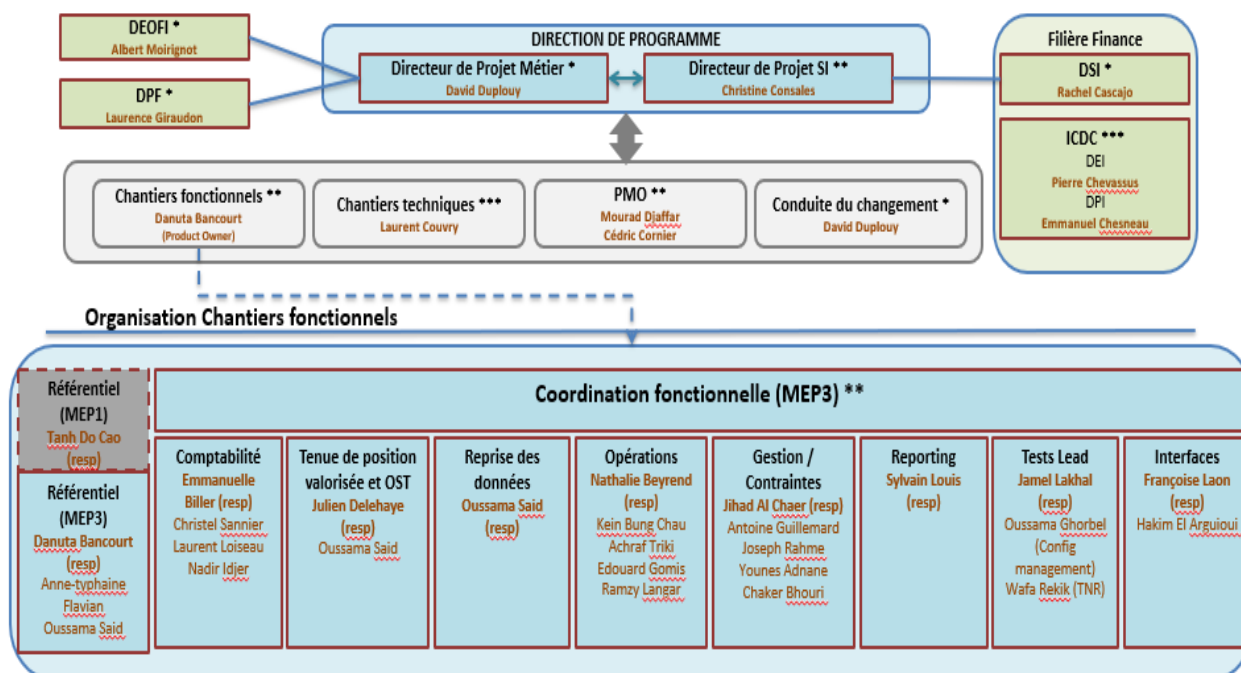 DEOFI *
Albert Moirignot
DPF *
Laurence Giraudon
DIRECTION DE PROGRAMME
Directeur de Projet Métier *
David Duplouy
Directeur de Projet SI **
Christine Consales
Filière Finance
DSI *
Rachel Cascajo
ICDC ***
DEI
Pierre Chevassus
DPI
Emmanuel Chesneau
Chantiers fonctionnels **
Danuta Bancourt
(Product Owner)
Chantiers techniques ***
Laurent Couvry
PMO **
Mourad Djaffar
Cédric Cornier
Conduite du changement *
David Duplouy
Organisation Chantiers fonctionnels
Référentiel
(MEP1)
Tanh Do Cao
(resp)
Référentiel
(MEP3)
Danuta Bancourt
(resp)
Anne-typhaine
Flavian
Oussama Said
Coordination fonctionnelle (MEP3) **
Comptabilité
Emmanuelle
Biller (resp)
Christel Sannier
Laurent Loiseau
Nadir Idjer
Tenue de position
valorisée et OST
Julien Delehaye
(resp)
Oussama Said
Reprise des
données
Oussama Said
(resp)
Opérations
Nathalie Beyrend
(resp)
Kein Bung Chau
Achraf Triki
Edouard Gomis
Ramzy Langar
Gestion /
Contraintes
Jihad Al Chaer (resp)
Antoine Guillemard
Joseph Rahme
Younes Adnane
Chaker Bhouri
Reporting
Sylvain Louis
(resp)
Tests Lead
Jamel Lakhal
(resp)
Oussama Ghorbel
(Config
management)
Wafa Rekik (TNR)
Interfaces
Françoise Laon
(resp)
Hakim El Arguioui